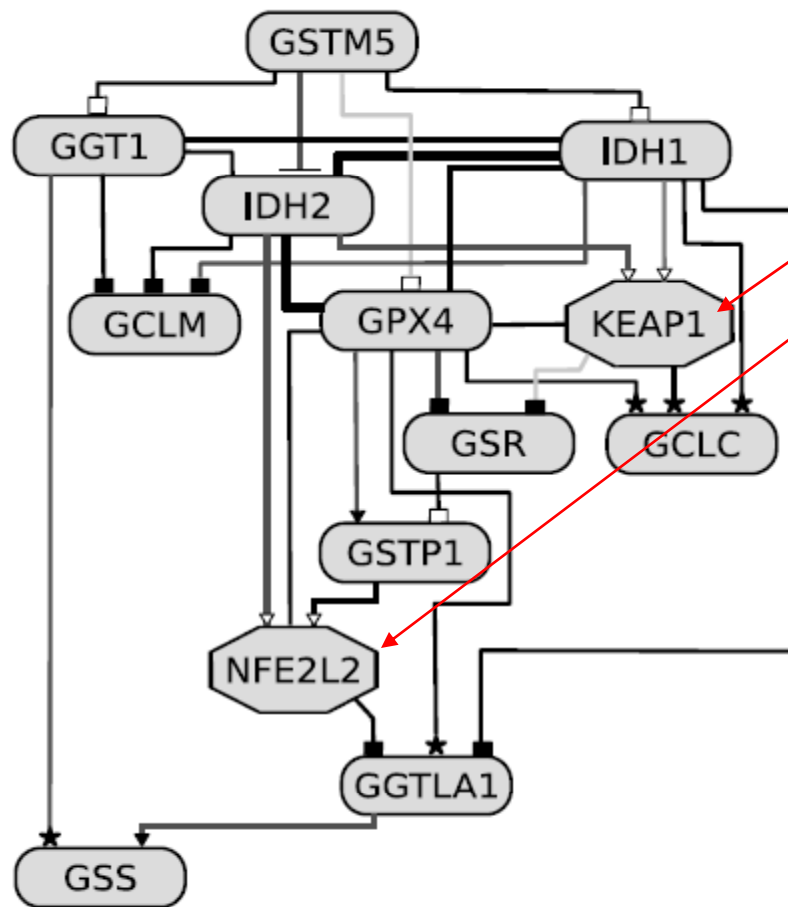 GSTM5
GGT1
IDH1
IDH2
GCLM
GPX4
KEAP1
GSR
GCLC
GSTP1
NFE2L2
GGTLA1
GSS